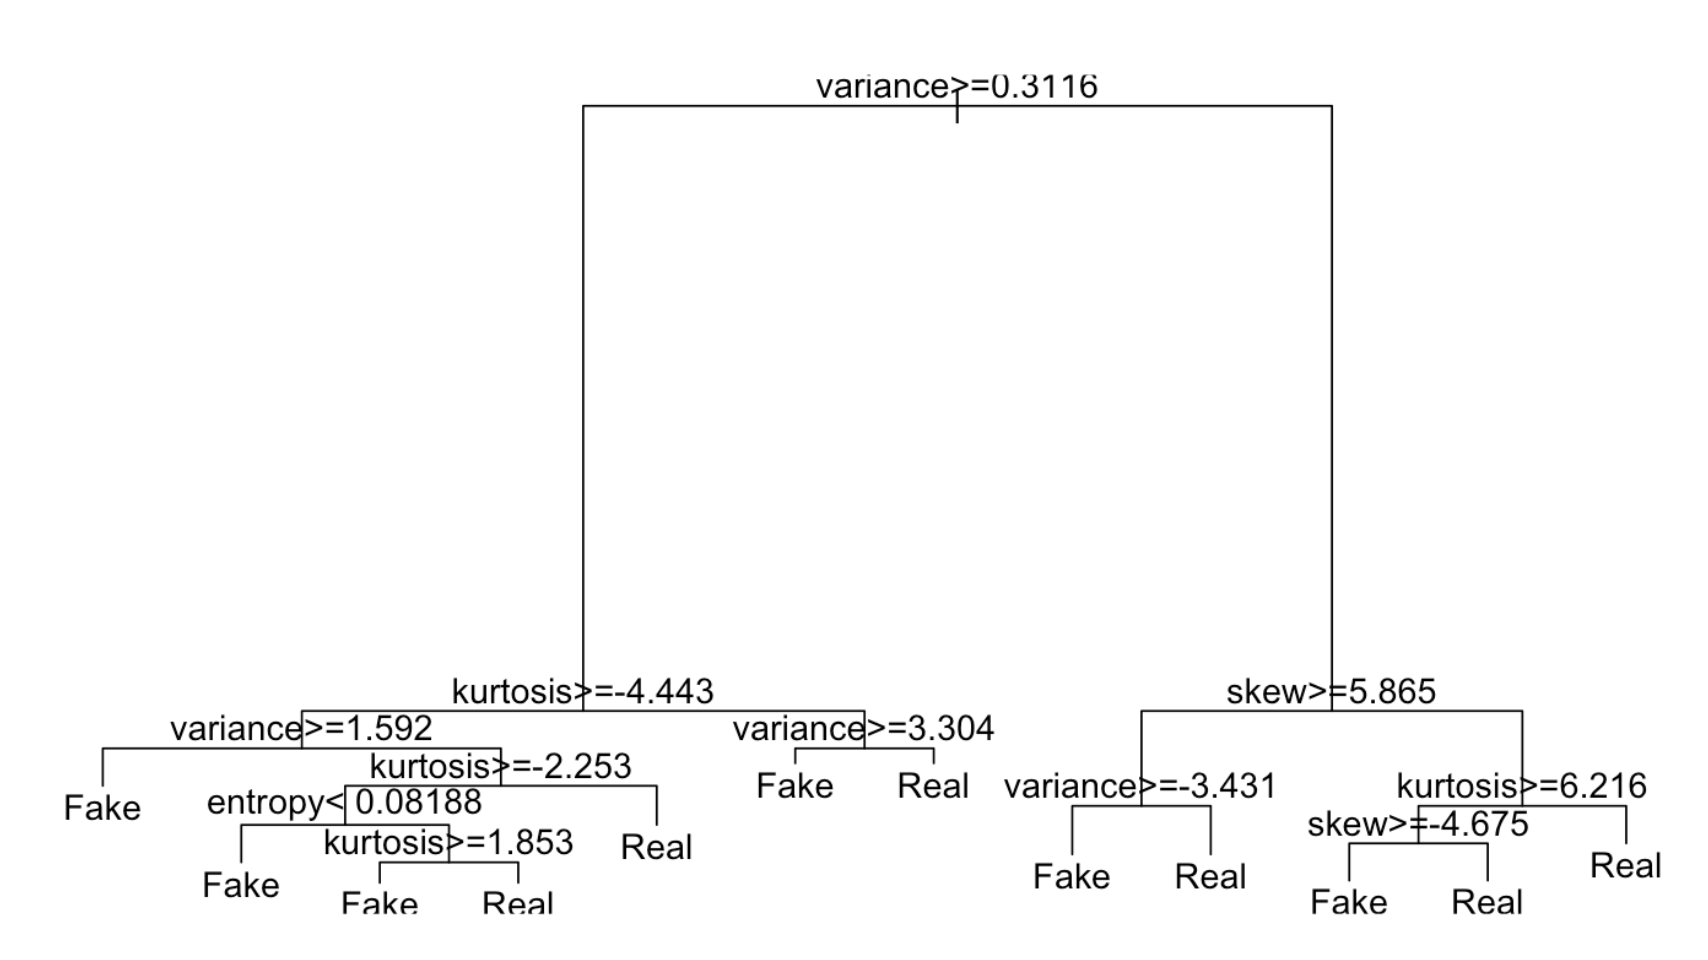 variance>=0.3116
kurtosis>=-4.443
skew>=5.865
variance>=1.592
variance>=3.304
kurtosis>=-2.253
Fake
Real
variance>=-3.431
kurtosis>=6.216
Fake
entropy< 0.08188
skew>=-4.675
kurtosis>=1.853
Real
Real
Fake
Real
Fake
Fake
Real
Fake
Real